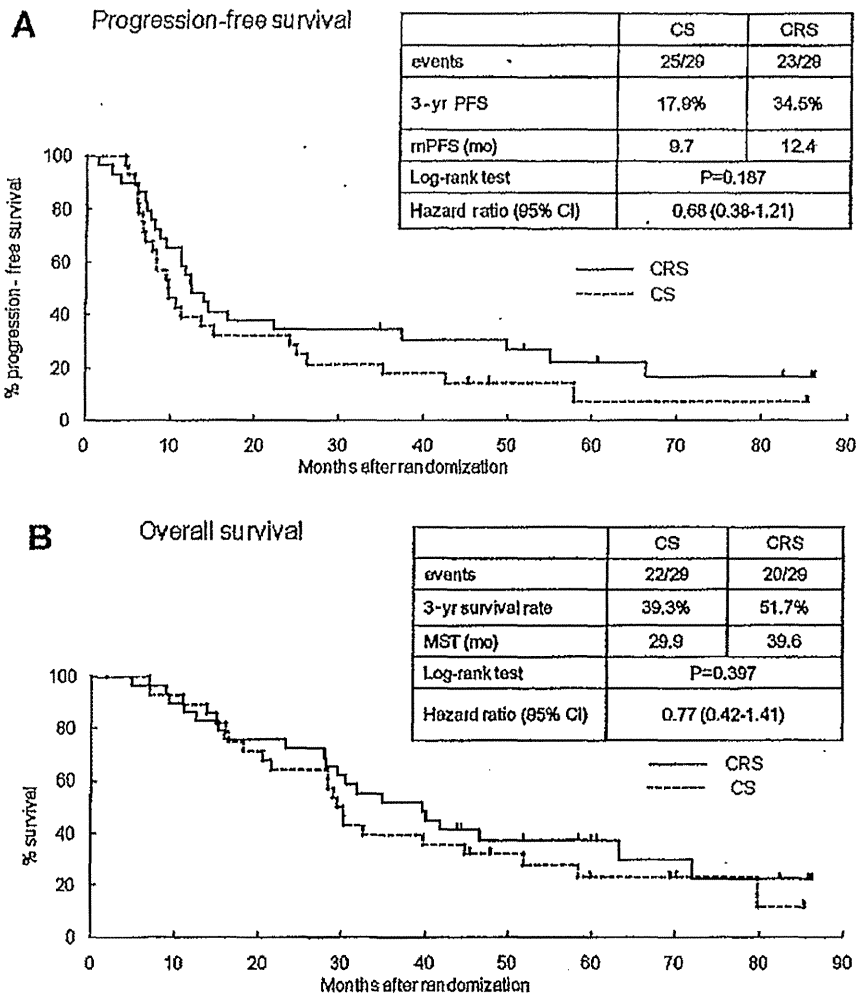 A Progression-free survival
CS CRS
events 25/29 23/29
3-yr PFS 17.9% 34.5%
mPFS (mo) 9.7 12.4
Log-rank test P=0.187
Hazard ratio (95% CI) 0.68 (0.38-1.21)
CRS
CS
% progression-free survival
100
80
60
40
20
0
0 10 20 30 40 50 60 70 80 90
Months after randomization
B Overall survival
CS CRS
events 22/29 20/29
3-yr survival rate 39.3% 51.7%
MST (mo) 29.9 39.6
Log-rank test P=0.397
Hazard ratio (95% CI) 0.77 (0.42-1.41)
CRS
CS
% survival
100
80
60
40
20
0
0 10 20 30 40 50 60 70 80 90
Months after randomization